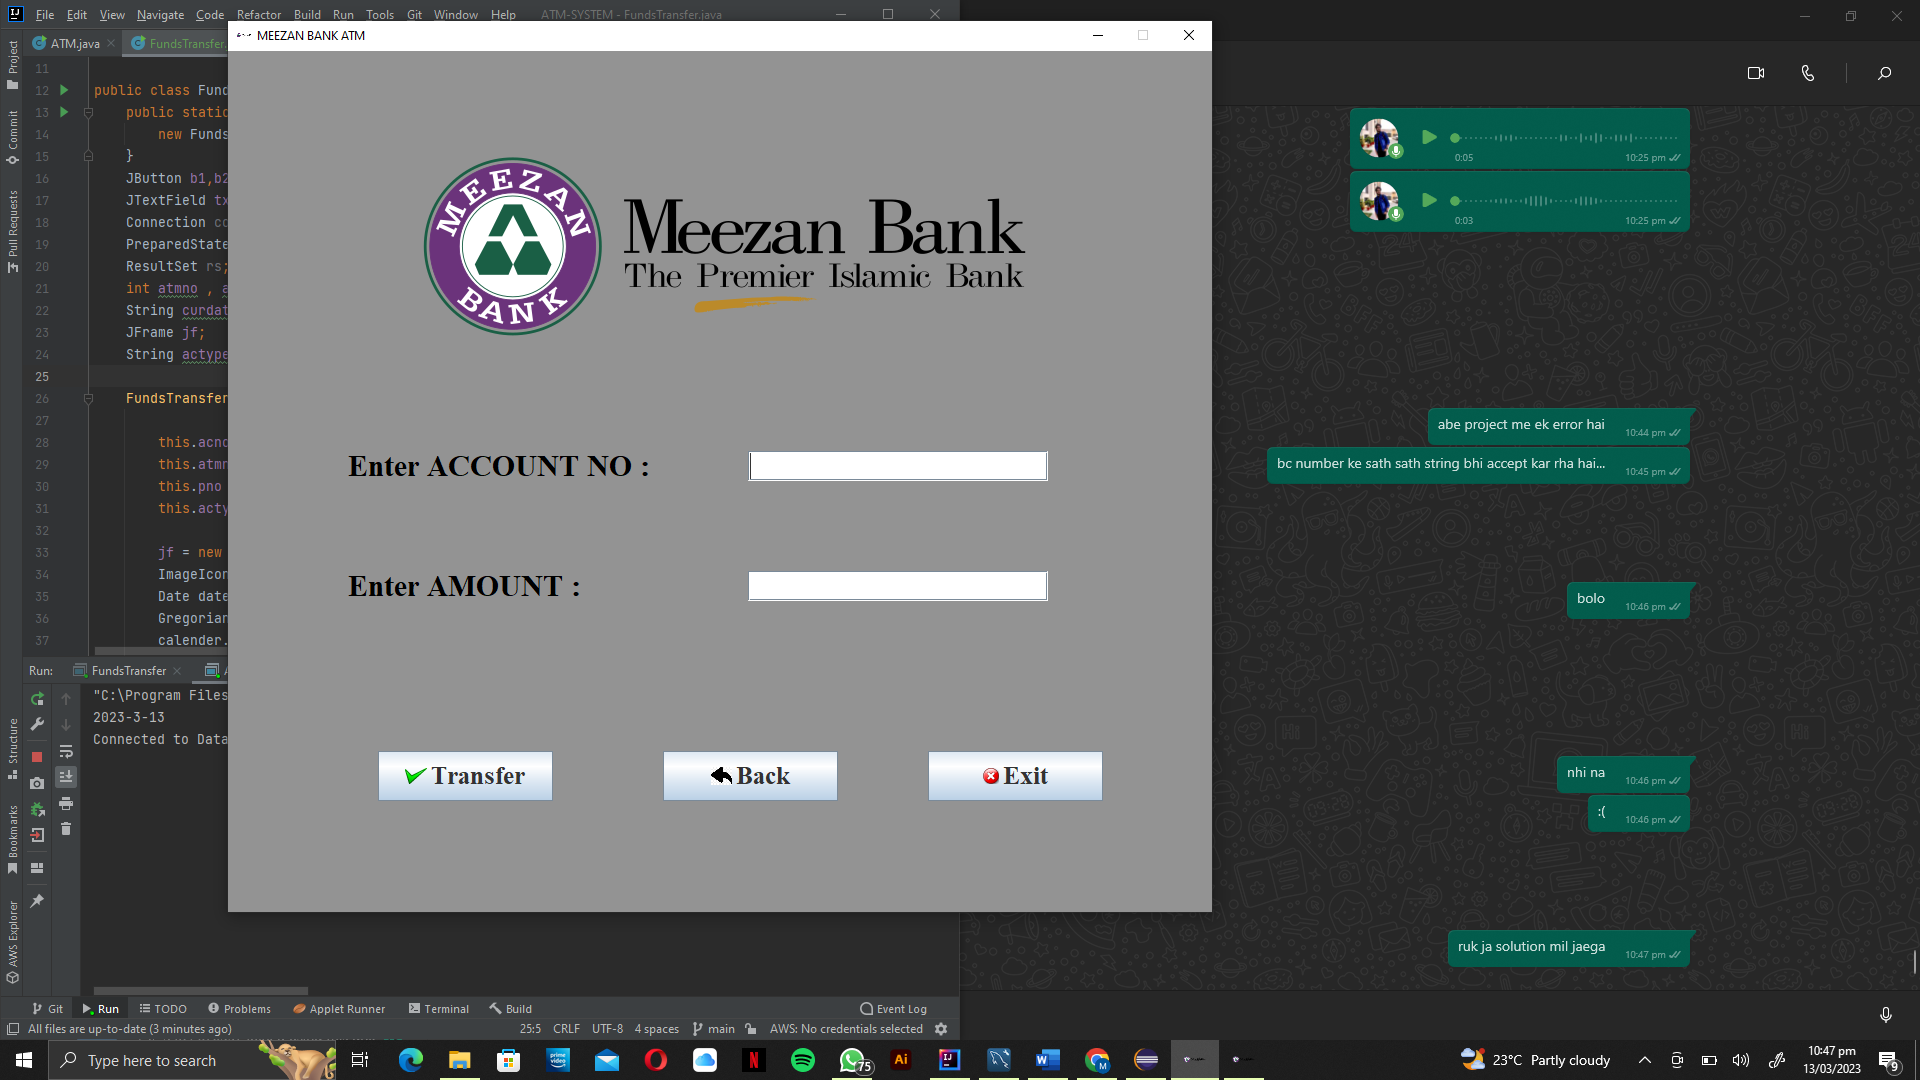 File Edit View Navigate Code Refactor Build Run Tools Git Window Help ATM-SYSTEM - FundsTransfer.java
ATM.java
FundsTransfer.
MEEZAN BANK ATM
Project
Commit
Pull Requests
11
12 public class Fund
13 public static
14 new Funds
15 }
16 JButton b1,b2
17 JTextField tx
18 Connection co
19 PreparedState
20 ResultSet rs;
21 int atmno , a
22 String curdat
23 JFrame jf;
24 String actype
25
26 FundsTransfer
27
28 this.acno
29 this.atmn
30 this.pno
31 this.acty
32
33 jf = new
34 ImageIcon
35 Date date
36 Gregorian
37 calender.
MEEZAN BANK
Meezan Bank
The Premier Islamic Bank
Enter ACCOUNT NO :
Enter AMOUNT :
Transfer
Back
Exit
Run: FundsTransfer
"C:\Program Files
2023-3-13
Connected to Data
Structure
Bookmarks
AWS Explorer
Git Run TODO Problems Applet Runner Terminal Build Event Log
All files are up-to-date (3 minutes ago) 25:5 CRLF UTF-8 4 spaces main AWS: No credentials selected
0:05 10:25 pm
0:03 10:25 pm
abe project me ek error hai 10:44 pm
bc number ke sath sath string bhi accept kar rha hai... 10:45 pm
bolo 10:46 pm
nhi na 10:46 pm
:( 10:46 pm
ruk ja solution mil jaega 10:47 pm
Type here to search
prime video
75
Ai
23°C Partly cloudy
10:47 pm
13/03/2023
9